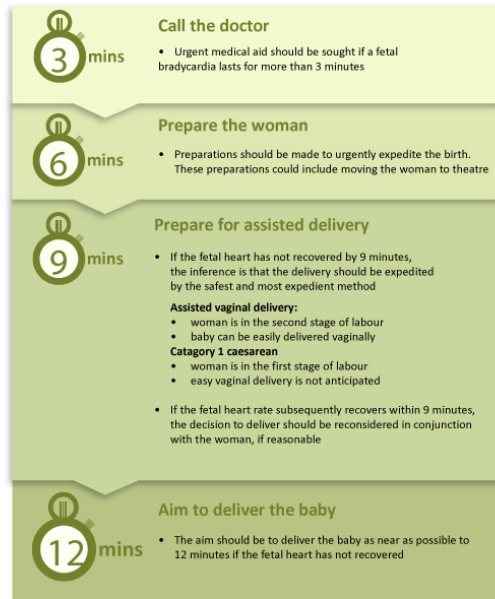 3 mins
Call the doctor
• Urgent medical aid should be sought if a fetal
bradycardia lasts for more than 3 minutes
6 mins
Prepare the woman
• Preparations should be made to urgently expedite the birth.
These preparations could include moving the woman to theatre
9 mins
Prepare for assisted delivery
• If the fetal heart has not recovered by 9 minutes,
the inference is that the delivery should be expedited
by the safest and most expedient method
Assisted vaginal delivery:
• woman is in the second stage of labour
• baby can be easily delivered vaginally
Catagory 1 caesarean
• woman is in the first stage of labour
• easy vaginal delivery is not anticipated
• If the fetal heart rate subsequently recovers within 9 minutes,
the decision to deliver should be reconsidered in conjunction
with the woman, if reasonable
12 mins
Aim to deliver the baby
• The aim should be to deliver the baby as near as possible to
12 minutes if the fetal heart has not recovered